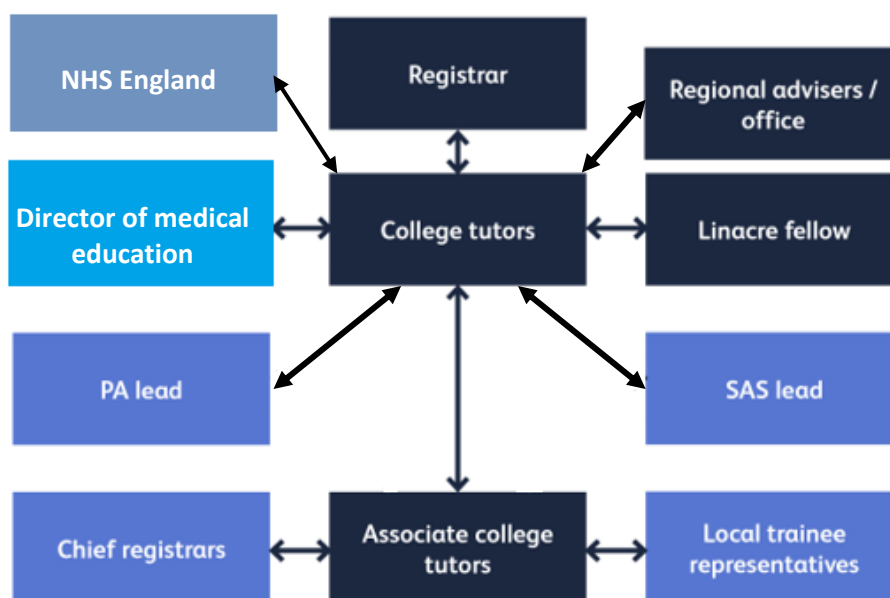 NHS England
Registrar
Regional advisers /
office
Director of medical
education
College tutors
Linacre fellow
PA lead
SAS lead
Chief registrars
Associate college
tutors
Local trainee
representatives